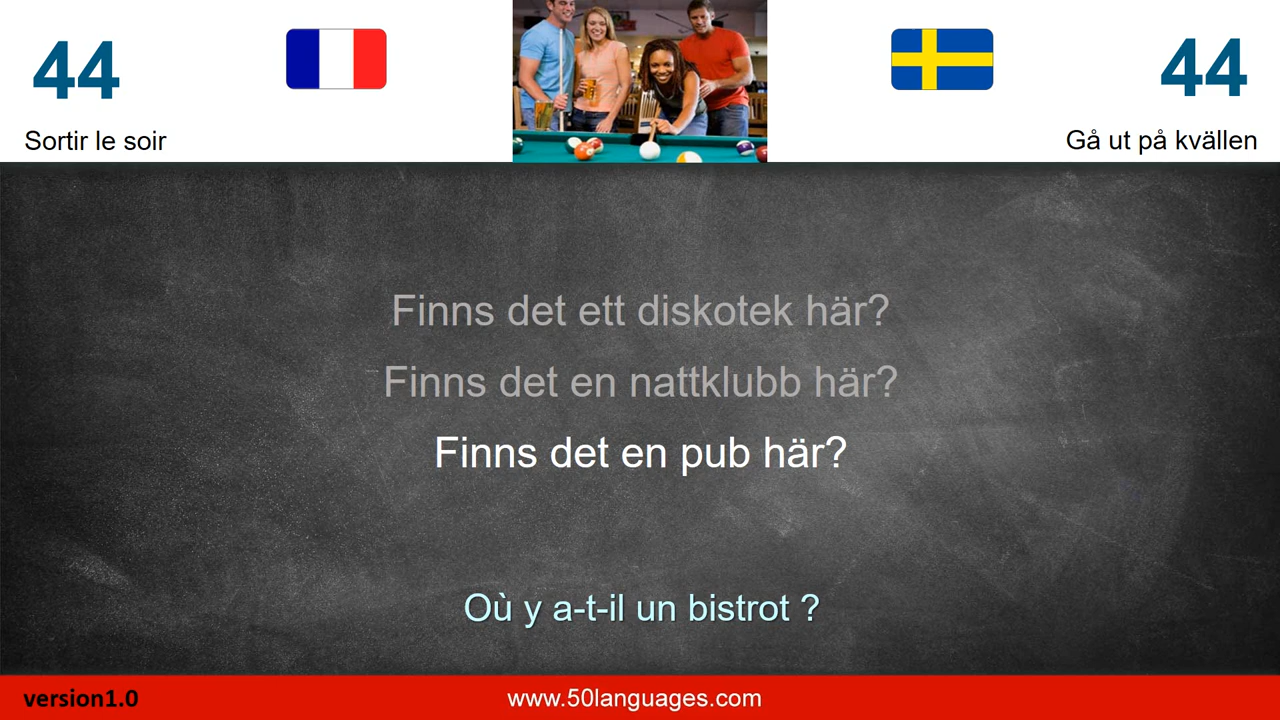 44
44
Sortir le soir
Gå ut på kvällen
Finns det ett diskotek här?
Finns det en nattklubb här?
Finns det en pub här?
Où y a-t-il un bistrot ?
version1.0
www.50languages.com